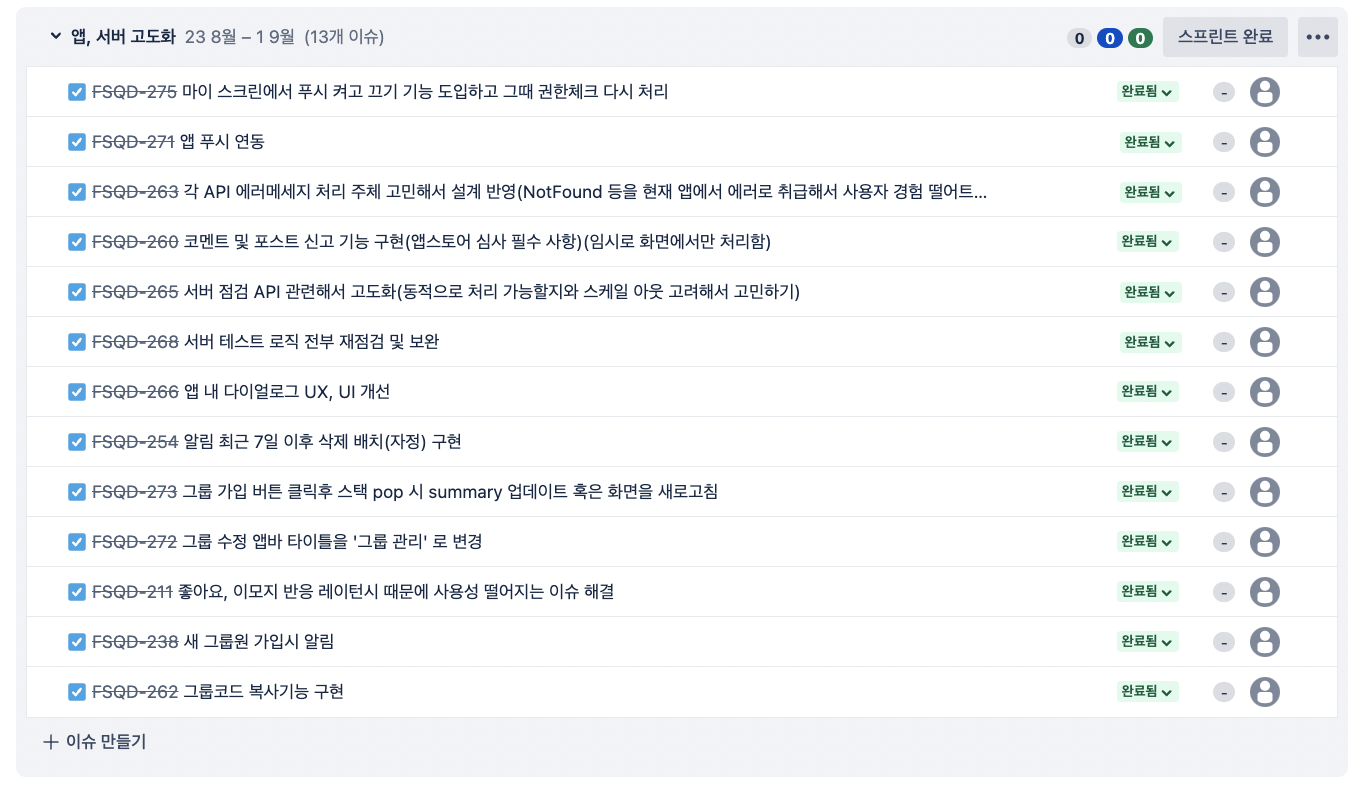 앱, 서버 고도화 23 8월 – 1 9월 (13개 이슈) 0 0 0 스프린트 완료
FSQD-275 마이 스크린에서 푸시 켜고 끄기 기능 도입하고 그때 권한체크 다시 처리 완료됨 -
FSQD-271 앱 푸시 연동 완료됨 -
FSQD-263 각 API 에러메세지 처리 주체 고민해서 설계 반영(NotFound 등을 현재 앱에서 에러로 취급해서 사용자 경험 떨어트... 완료됨 -
FSQD-260 코멘트 및 포스트 신고 기능 구현(앱스토어 심사 필수 사항)(임시로 화면에서만 처리함) 완료됨 -
FSQD-265 서버 점검 API 관련해서 고도화(동적으로 처리 가능할지와 스케일 아웃 고려해서 고민하기) 완료됨 -
FSQD-268 서버 테스트 로직 전부 재점검 및 보완 완료됨 -
FSQD-266 앱 내 다이얼로그 UX, UI 개선 완료됨 -
FSQD-254 알림 최근 7일 이후 삭제 배치(자정) 구현 완료됨 -
FSQD-273 그룹 가입 버튼 클릭후 스택 pop 시 summary 업데이트 혹은 화면을 새로고침 완료됨 -
FSQD-272 그룹 수정 앱바 타이틀을 '그룹 관리' 로 변경 완료됨 -
FSQD-211 좋아요, 이모지 반응 레이턴시 때문에 사용성 떨어지는 이슈 해결 완료됨 -
FSQD-238 새 그룹원 가입시 알림 완료됨 -
FSQD-262 그룹코드 복사기능 구현 완료됨 -
+ 이슈 만들기